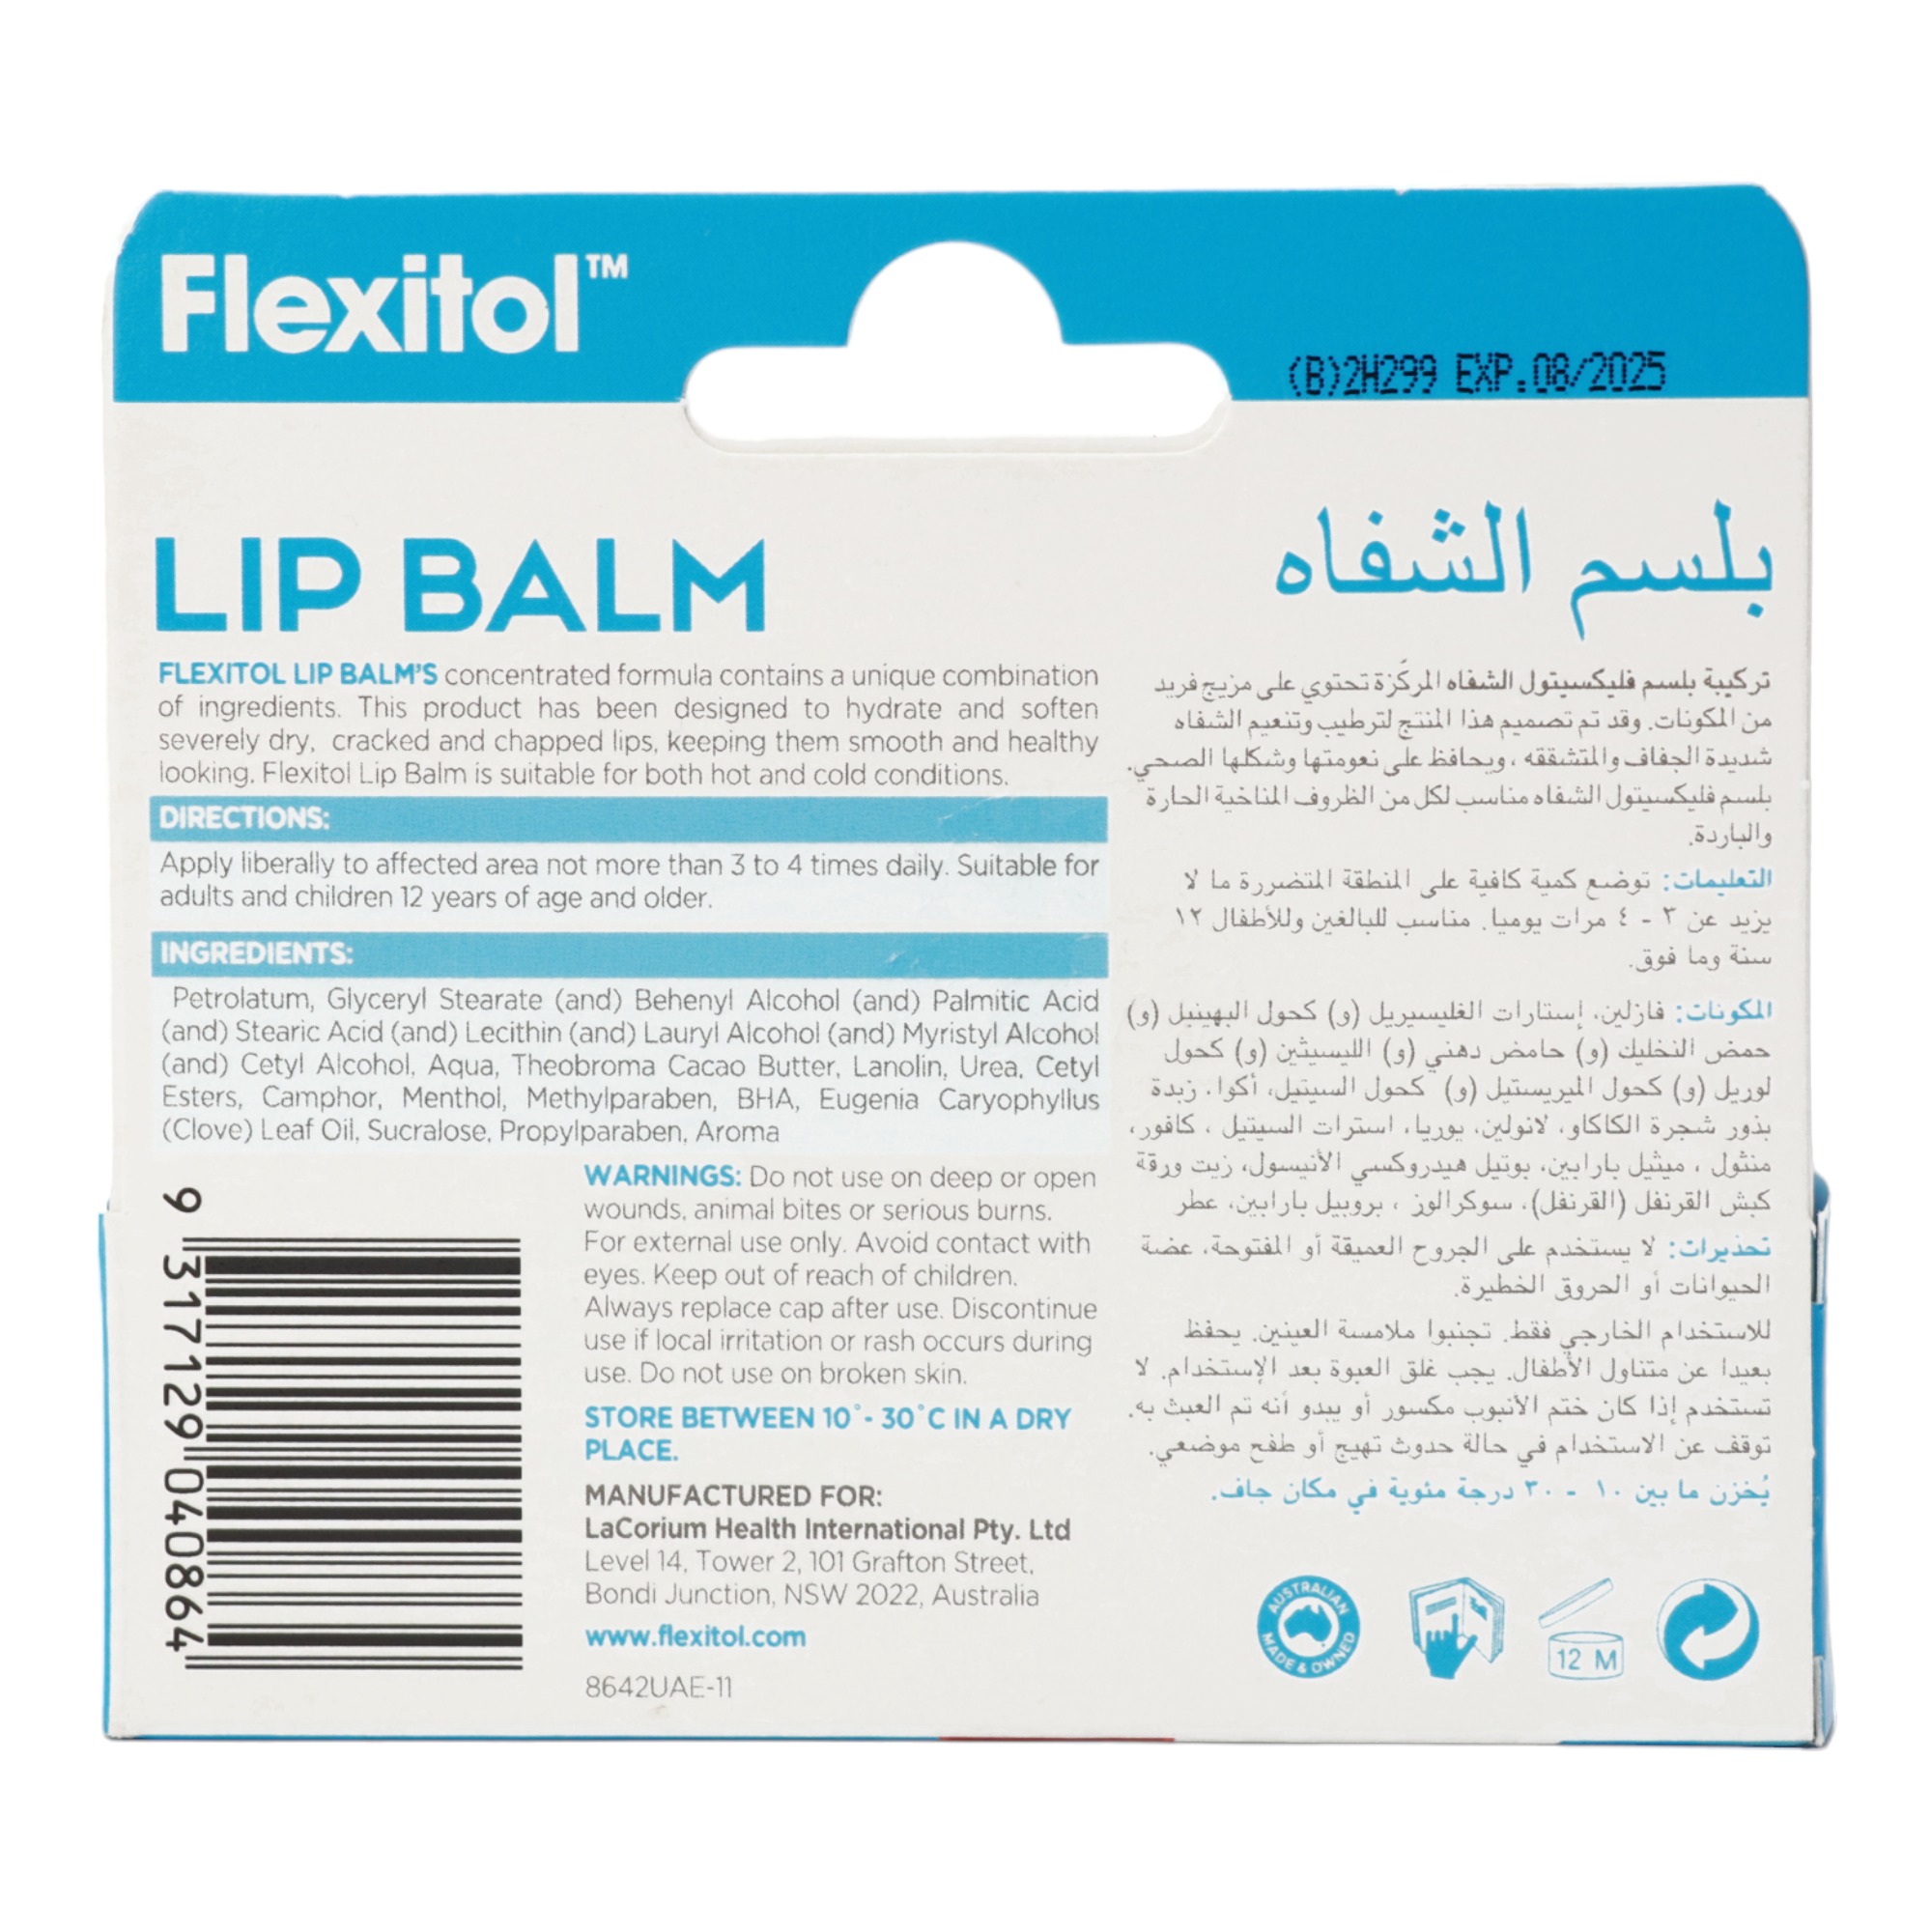 Flexitol™
(B)2H299 EXP.:08/2025
LIP BALM
FLEXITOL LIP BALM'S concentrated formula contains a unique combination
of ingredients. This product has been designed to hydrate and soften
severely dry, cracked and chapped lips, keeping them smooth and healthy
looking. Flexitol Lip Balm is suitable for both hot and cold conditions.
DIRECTIONS:
Apply liberally to affected area not more than 3 to 4 times daily. Suitable for
adults and children 12 years of age and older.
INGREDIENTS:
Petrolatum, Glyceryl Stearate (and) Behenyl Alcohol (and) Palmitic Acid
(and) Stearic Acid (and) Lecithin (and) Lauryl Alcohol (and) Myristyl Alcohol
(and) Cetyl Alcohol, Aqua, Theobroma Cacao Butter, Lanolin, Urea, Cetyl
Esters, Camphor, Menthol, Methylparaben, BHA, Eugenia Caryophyllus
(Clove) Leaf Oil, Sucralose, Propylparaben, Aroma
9 317129 040864
WARNINGS: Do not use on deep or open
wounds, animal bites or serious burns.
For external use only. Avoid contact with
eyes. Keep out of reach of children.
Always replace cap after use. Discontinue
use if local irritation or rash occurs during
use. Do not use on broken skin.
STORE BETWEEN 10°- 30°C IN A DRY
PLACE.
MANUFACTURED FOR:
LaCorium Health International Pty. Ltd
Level 14, Tower 2, 101 Grafton Street,
Bondi Junction, NSW 2022, Australia
www.flexitol.com
8642UAE-11
بلسم الشفاه
تركيبة بلسم فليكسيتول الشفاه المركَزة تحتوي على مزيج فريد
من المكونات. وقد تم تصميم هذا المنتج لترطيب وتنعيم الشفاه
شديدة الجفاف والمتشققه ، ويحافظ على نعومتها وشكلها الصحي.
بلسم فليكسيتول الشفاه مناسب لكل من الظروف المناخية الحارة
والباردة.
التعليمات: توضع كمية كافية على المنطقة المتضررة ما لا
يزيد عن ٣ - ٤ مرات يوميا. مناسب للبالغين وللأطفال ١٢
سنة وما فوق.
المكونات: فازلين، إستارات الغليسيريل (و) كحول البهينيل (و)
حمض النخليك (و) حامض دهني (و) الليسيثين (و) كحول
لوريل (و) كحول الميريستيل (و) كحول السيتيل، أكوا، زبدة
بذور شجرة الكاكاو، لانولين، يوريا، استرات السيتيل ، كافور،
منثول ، ميثيل بارابين، بوتيل هيدروكسي الأنيسول، زيت ورقة
كبش القرنفل (القرنفل)، سوكرالوز ، بروبيل بارابين، عطر
تحذيرات: لا يستخدم على الجروح العميقة أو المفتوحة، عضة
الحيوانات أو الحروق الخطيرة.
للاستخدام الخارجي فقط. تجنبوا ملامسة العينين. يحفظ
بعيدا عن متناول الأطفال. يجب غلق العبوة بعد الإستخدام. لا
تستخدم إذا كان ختم الأنبوب مكسور أو يبدو أنه تم العبث به.
توقف عن الاستخدام في حالة حدوث تهيج أو طفح موضعي.
يُخزن ما بين ١٠ - ٣٠ درجة مئوية في مكان جاف.
AUSTRALIAN
MADE & OWNED
12 M